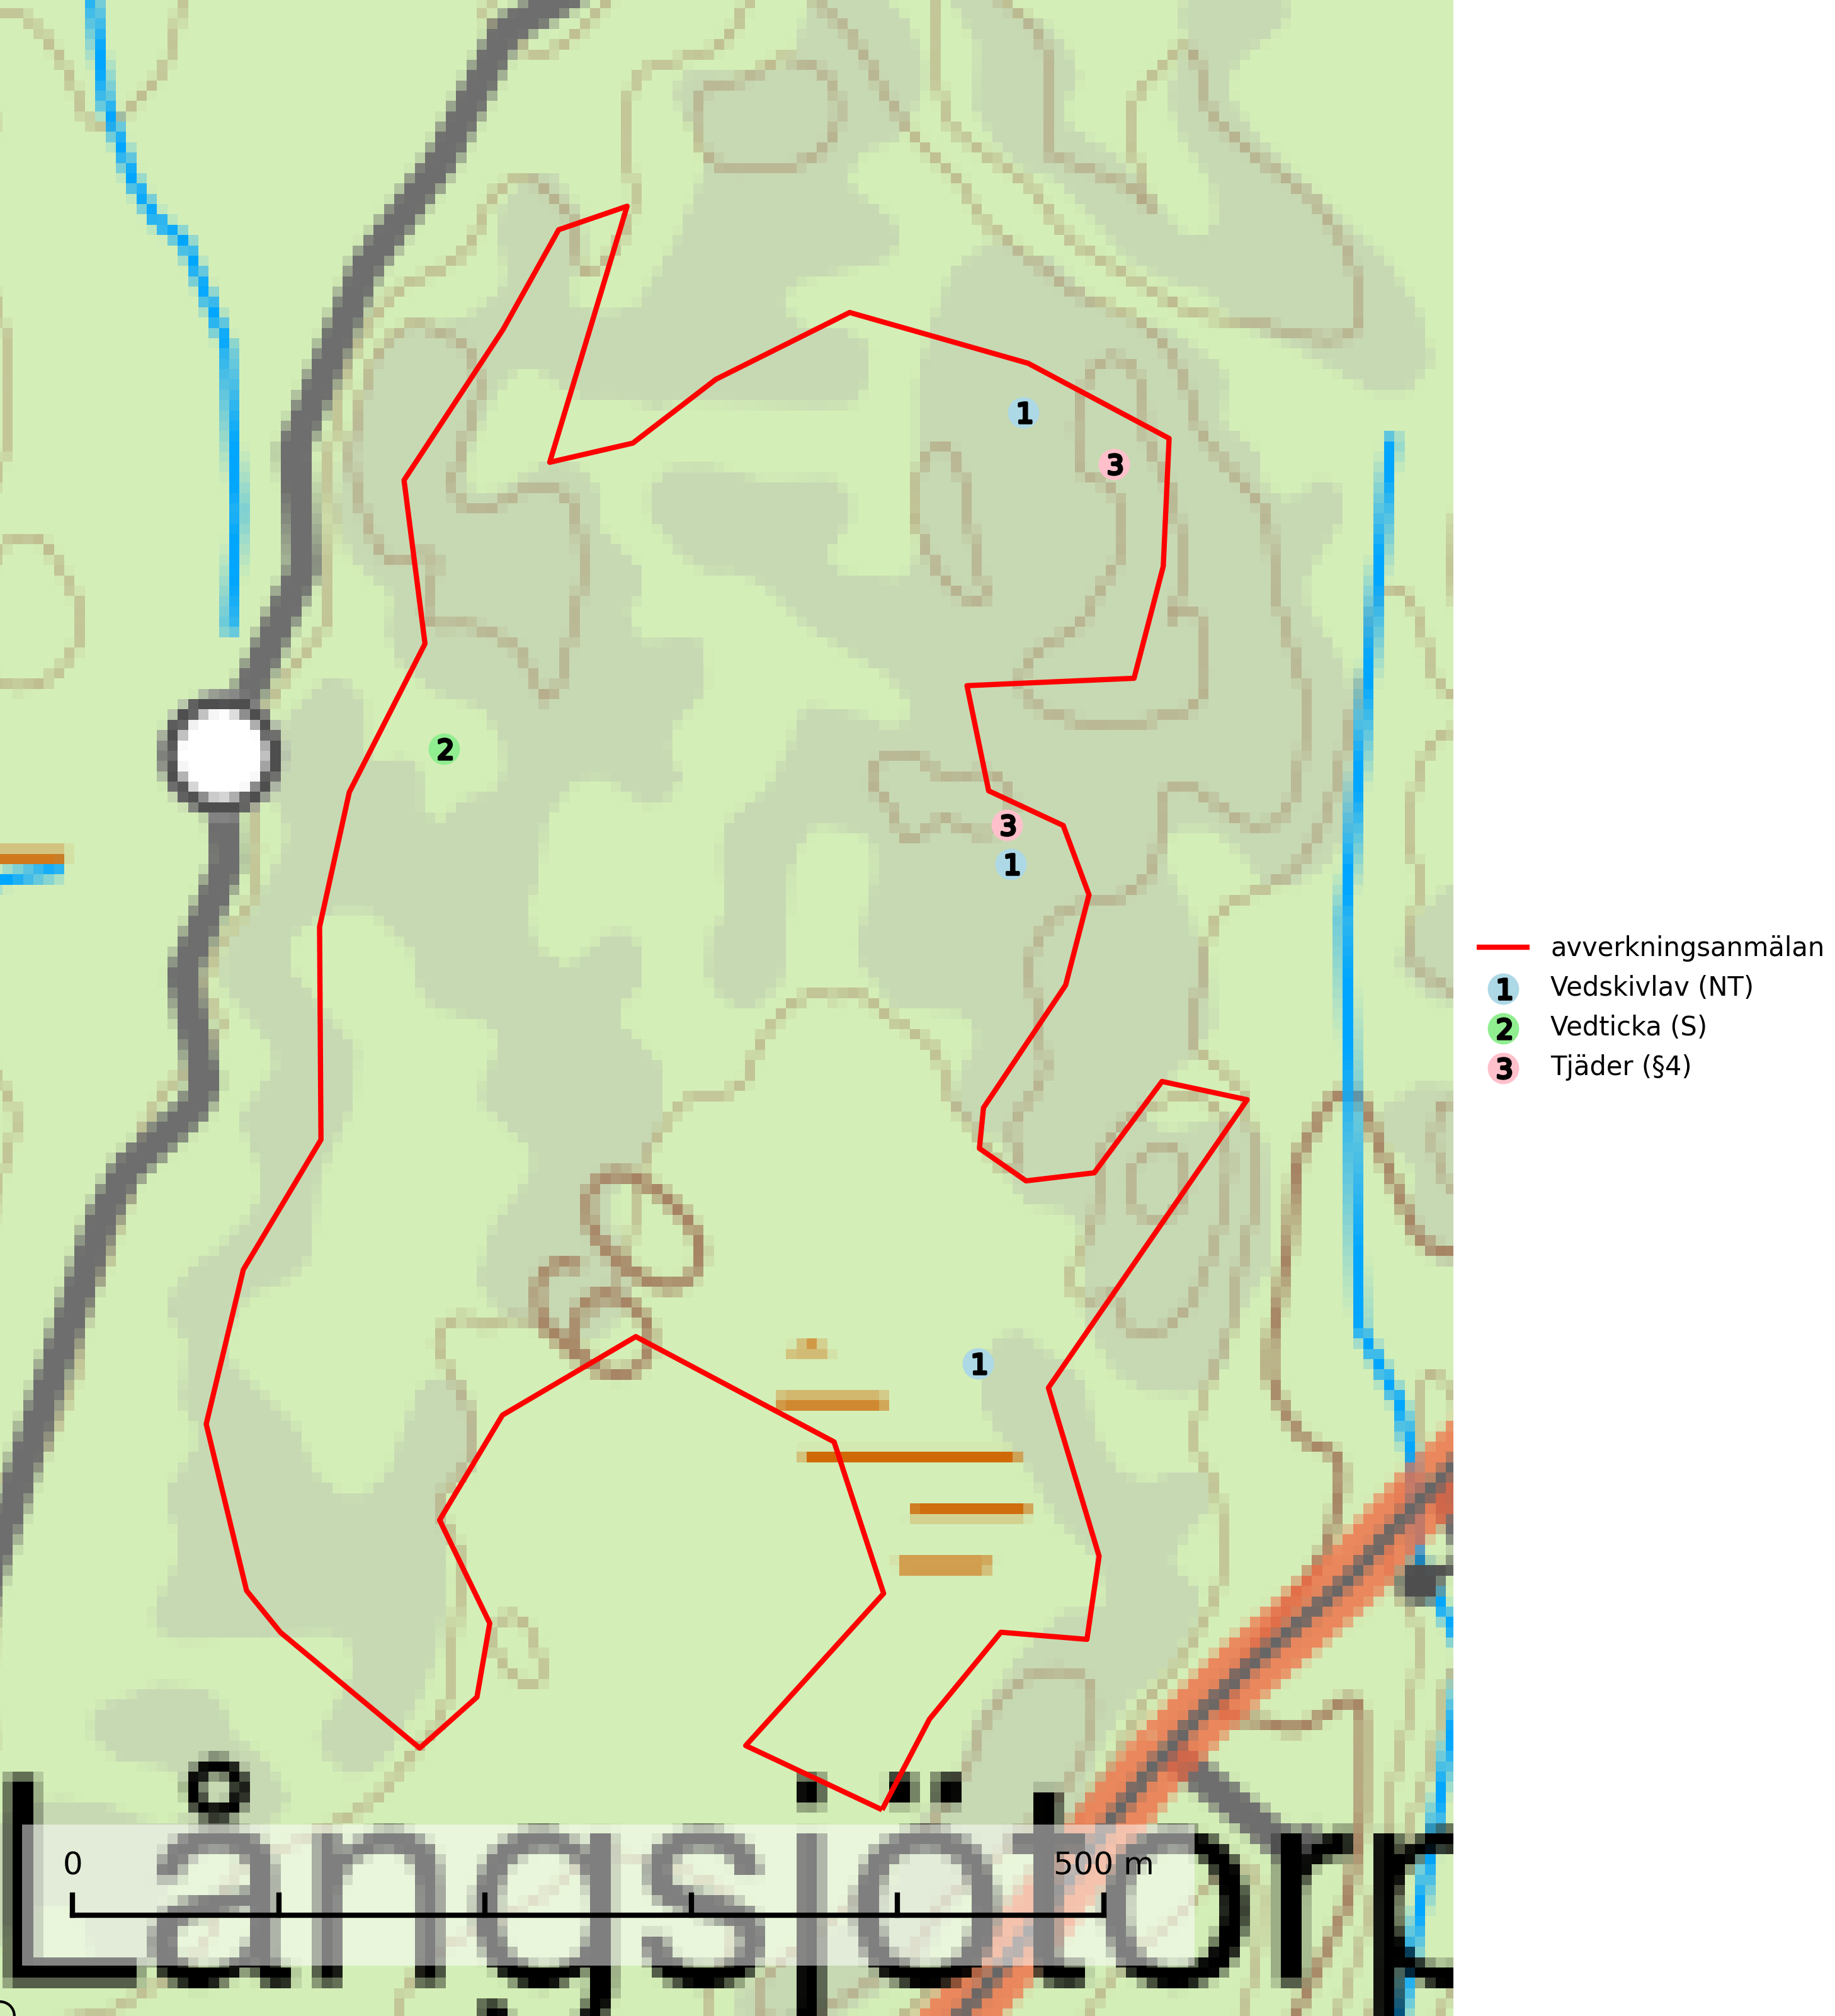 1
3
2
3
1
1
avverkningsanmälan
1 Vedskivlav (NT)
2 Vedticka (S)
3 Tjäder (§4)
Långsjötorp
0 500 m